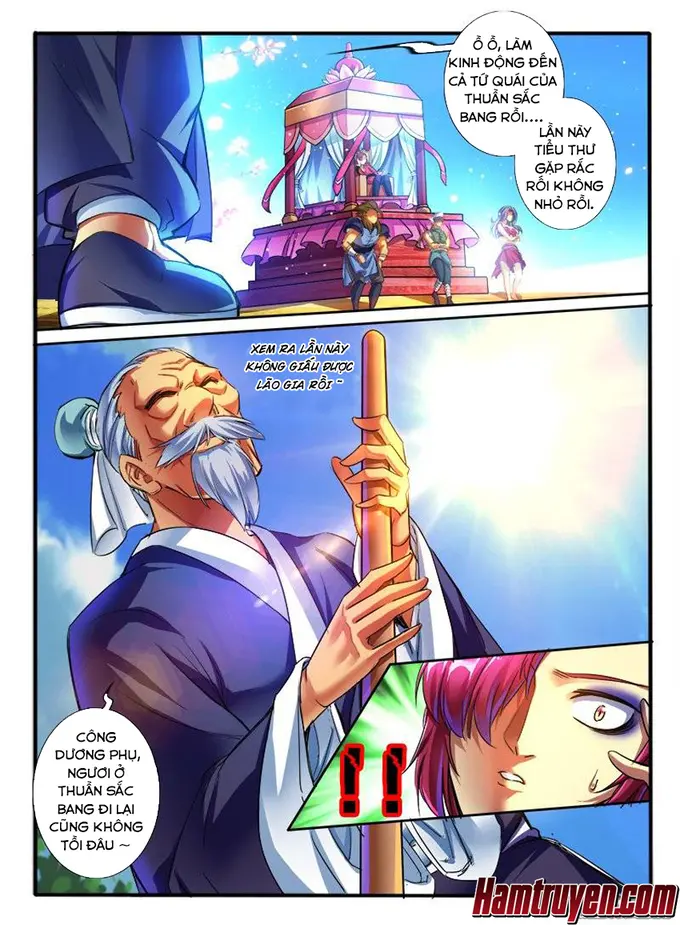 Ồ Ồ, LÀM
KINH ĐỘNG ĐẾN
CẢ TỨ QUÁI CỦA
THUẦN SẮC
BANG RỒI....
LẦN NÀY
TIỂU THƯ
GẶP RẮC
RỐI KHÔNG
NHỎ RỒI.
XEM RA LẦN NÀY
KHÔNG GIẤU ĐƯỢC
LÃO GIA RỒI ~
! !
CÔNG
DƯƠNG PHỤ,
NGƯƠI Ở
THUẦN SẮC
BANG ĐI LẠI
CŨNG KHÔNG
TỒI ĐÂU ~
Hamtruyen.com